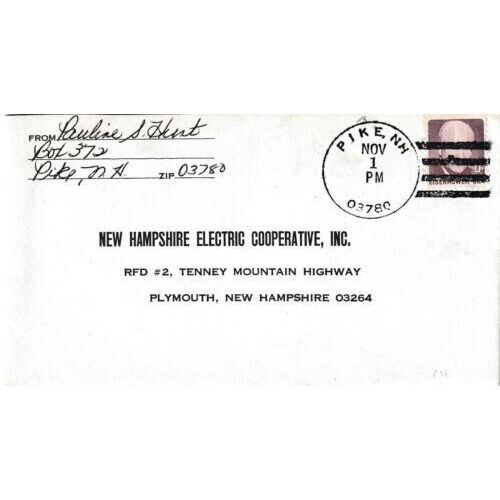 FROM Pauline S. Hunt
Box 372
Pike, N H ZIP 03780
PIKE, NH
NOV
1
PM
03780
EISENHOWER
NEW HAMPSHIRE ELECTRIC COOPERATIVE, INC.
RFD #2, TENNEY MOUNTAIN HIGHWAY
PLYMOUTH, NEW HAMPSHIRE 03264